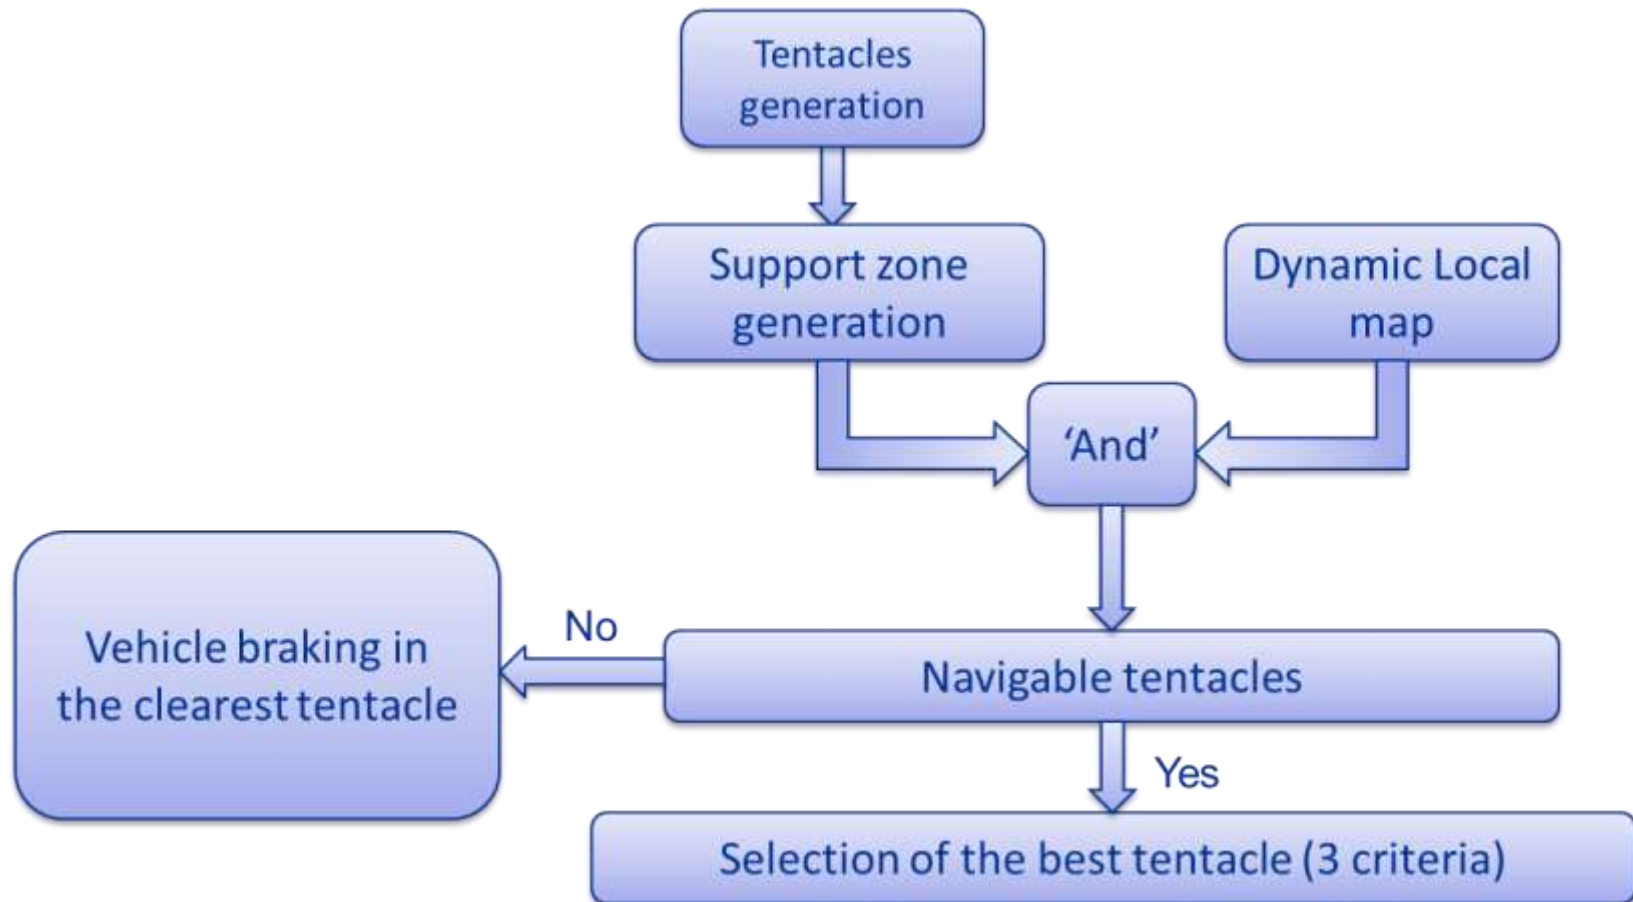 Tentacles
generation
Support zone
generation
Dynamic Local
map
‘And’
Vehicle braking in
the clearest tentacle
No
Navigable tentacles
Yes
Selection of the best tentacle (3 criteria)